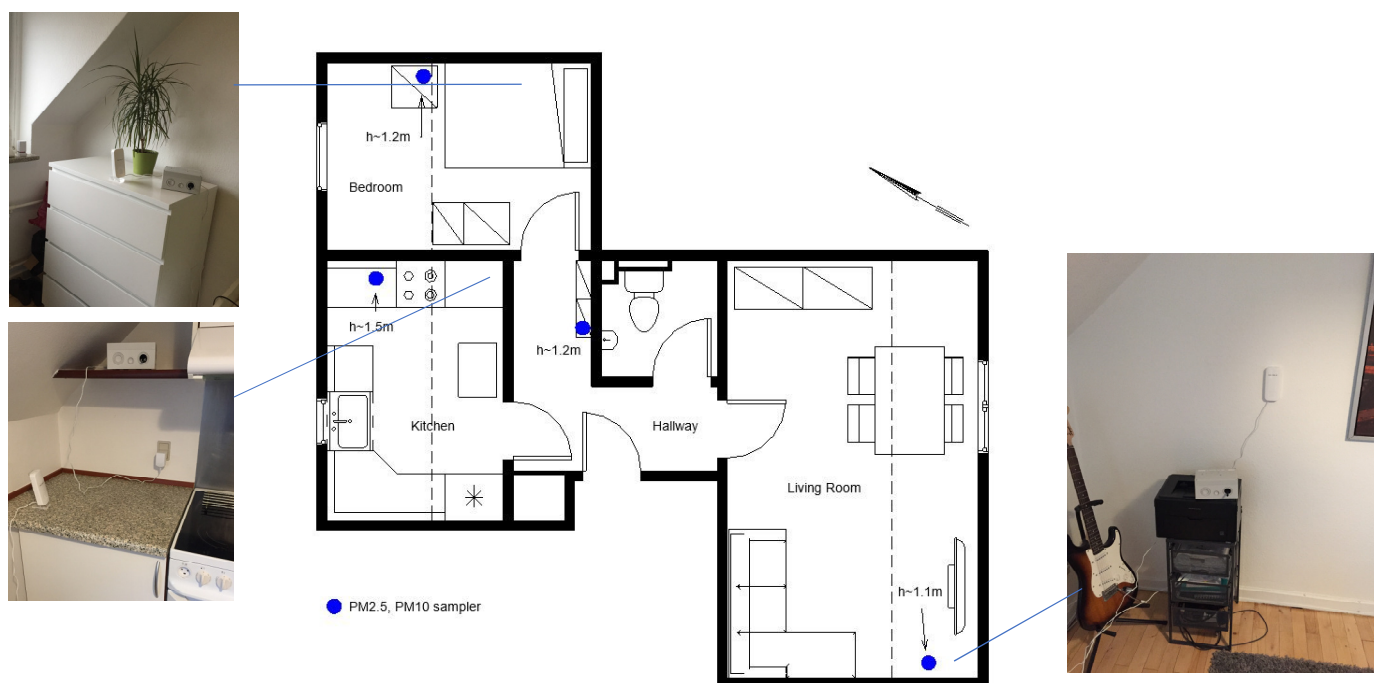 h~1.2m
Bedroom
h~1.5m
h~1.2m
Kitchen
Hallway
Living Room
h~1.1m
PM2.5, PM10 sampler